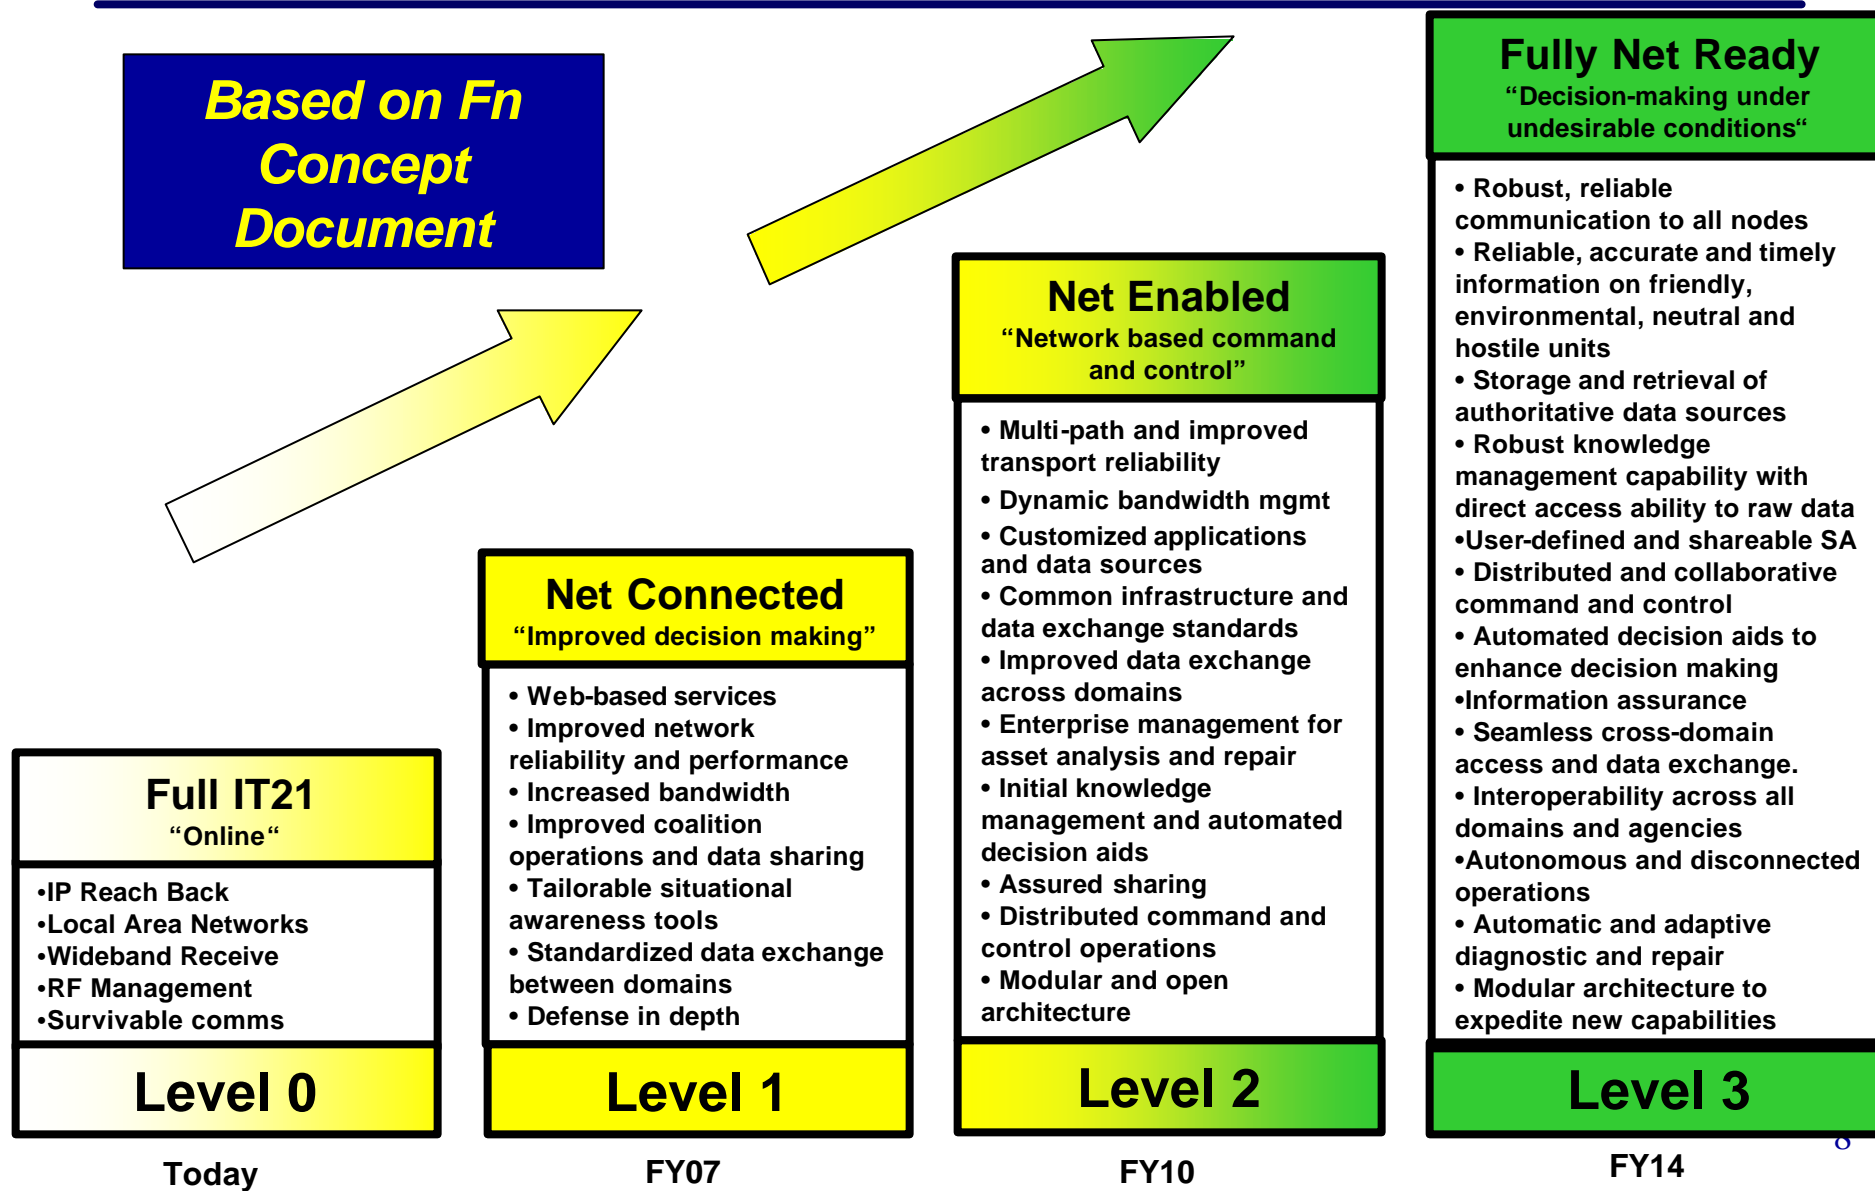 Based on Fn
Concept
Document
Full IT21
“Online“
•IP Reach Back
•Local Area Networks
•Wideband Receive
•RF Management
•Survivable comms
Level 0
Today
Net Connected
“Improved decision making”
• Web-based services
• Improved network
reliability and performance
• Increased bandwidth
• Improved coalition
operations and data sharing
• Tailorable situational
awareness tools
• Standardized data exchange
between domains
• Defense in depth
Level 1
FY07
Net Enabled
“Network based command
and control”
• Multi-path and improved
transport reliability
• Dynamic bandwidth mgmt
• Customized applications
and data sources
• Common infrastructure and
data exchange standards
• Improved data exchange
across domains
• Enterprise management for
asset analysis and repair
• Initial knowledge
management and automated
decision aids
• Assured sharing
• Distributed command and
control operations
• Modular and open
architecture
Level 2
FY10
Fully Net Ready
“Decision-making under
undesirable conditions“
• Robust, reliable
communication to all nodes
• Reliable, accurate and timely
information on friendly,
environmental, neutral and
hostile units
• Storage and retrieval of
authoritative data sources
• Robust knowledge
management capability with
direct access ability to raw data
•User-defined and shareable SA
• Distributed and collaborative
command and control
• Automated decision aids to
enhance decision making
•Information assurance
• Seamless cross-domain
access and data exchange.
• Interoperability across all
domains and agencies
•Autonomous and disconnected
operations
• Automatic and adaptive
diagnostic and repair
• Modular architecture to
expedite new capabilities
Level 3
FY14
8